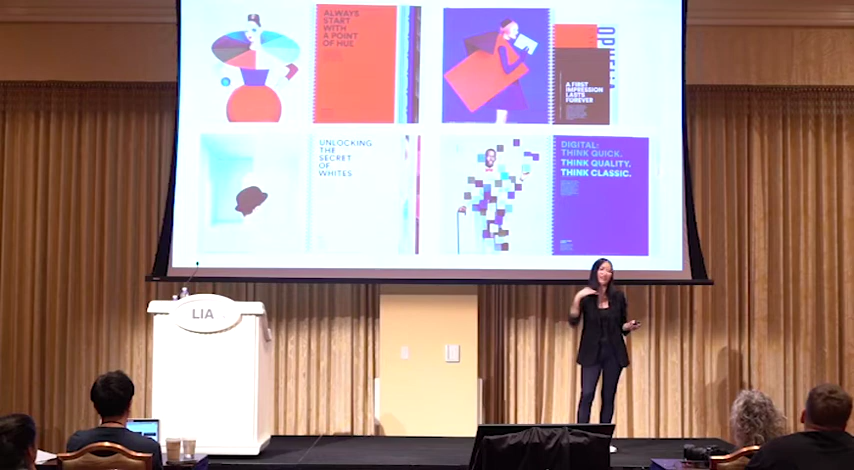 ALWAYS
START
WITH
A POINT
OF HUE
A FIRST
IMPRESSION
LASTS
FUREVER
UNLOCKING
THE
SECRET
OF
WHITES
DIGITAL:
THINK QUICK.
THINK QUALITY.
THINK CLASSIC.
LIA